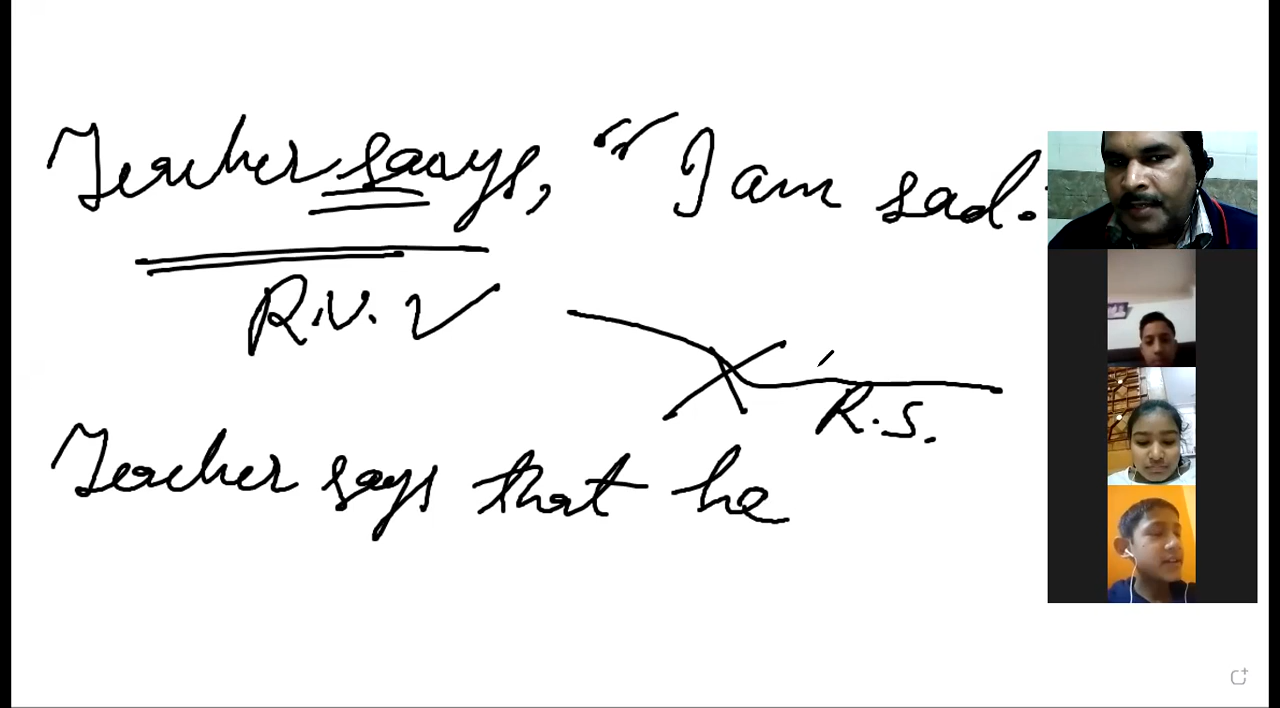 Teacher says, “I am sad.
R.V. V
R.S.
Teacher says that he